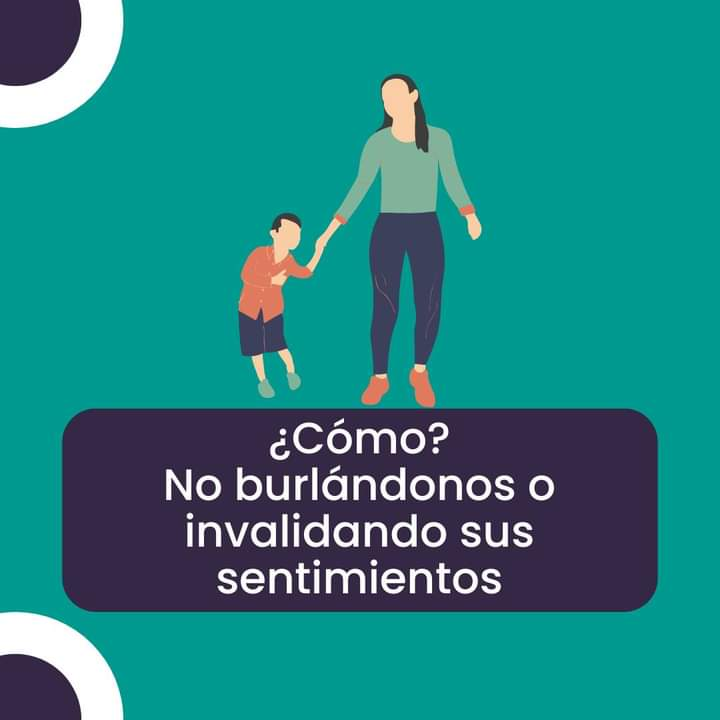 ¿Cómo?
No burlándonos o
invalidando sus
sentimientos